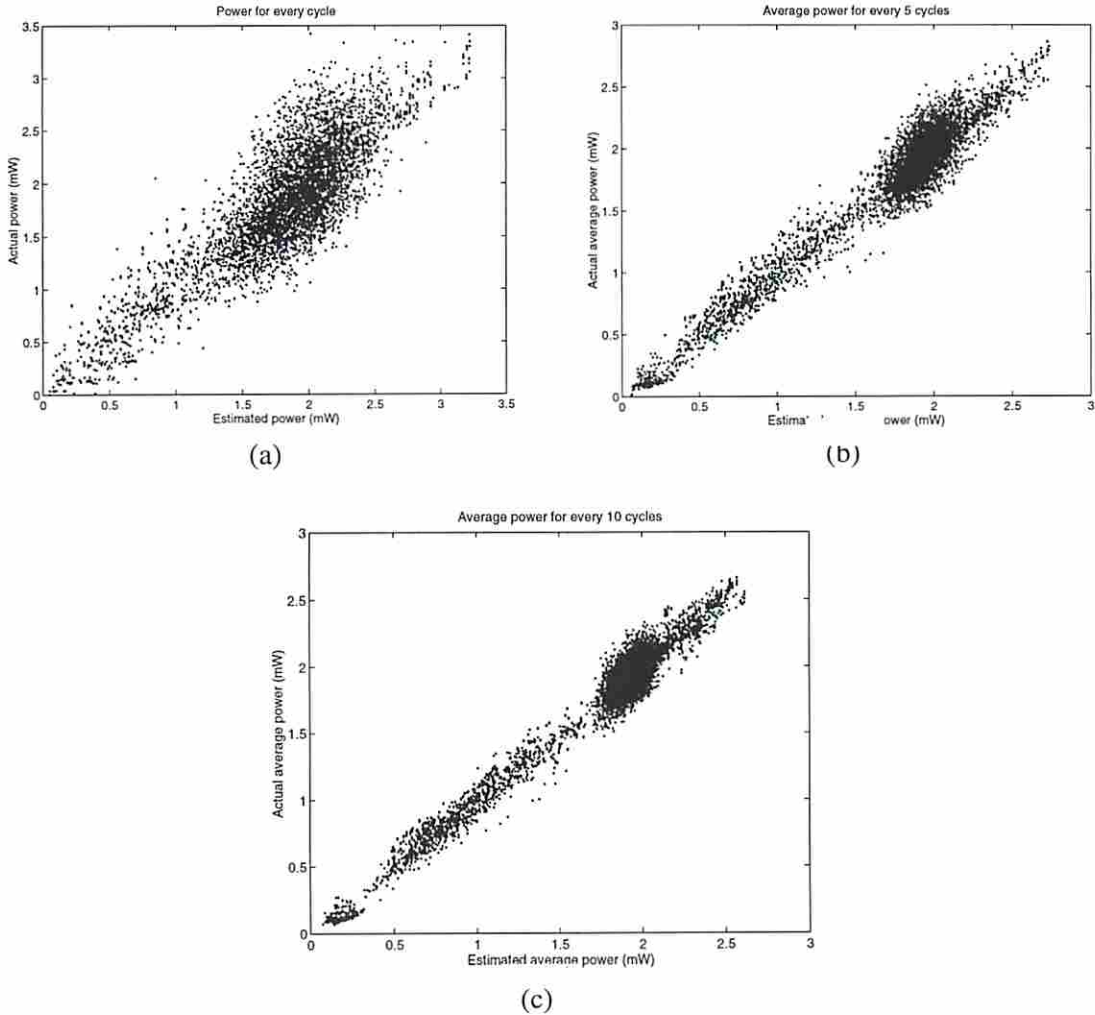 Power for every cycle
3.5
3
2.5
2
1.5
1
0.5
0
Actual power (mW)
0 0.5 1 1.5 2 2.5 3 3.5
Estimated power (mW)
(a)
Average power for every 5 cycles
3
2.5
2
1.5
1
0.5
0
Actual average power (mW)
0 0.5 1 1.5 2 2.5 3
Estima ower (mW)
(b)
Average power for every 10 cycles
3
2.5
2
1.5
1
0.5
0
Actual average power (mW)
0 0.5 1 1.5 2 2.5 3
Estimated average power (mW)
(c)